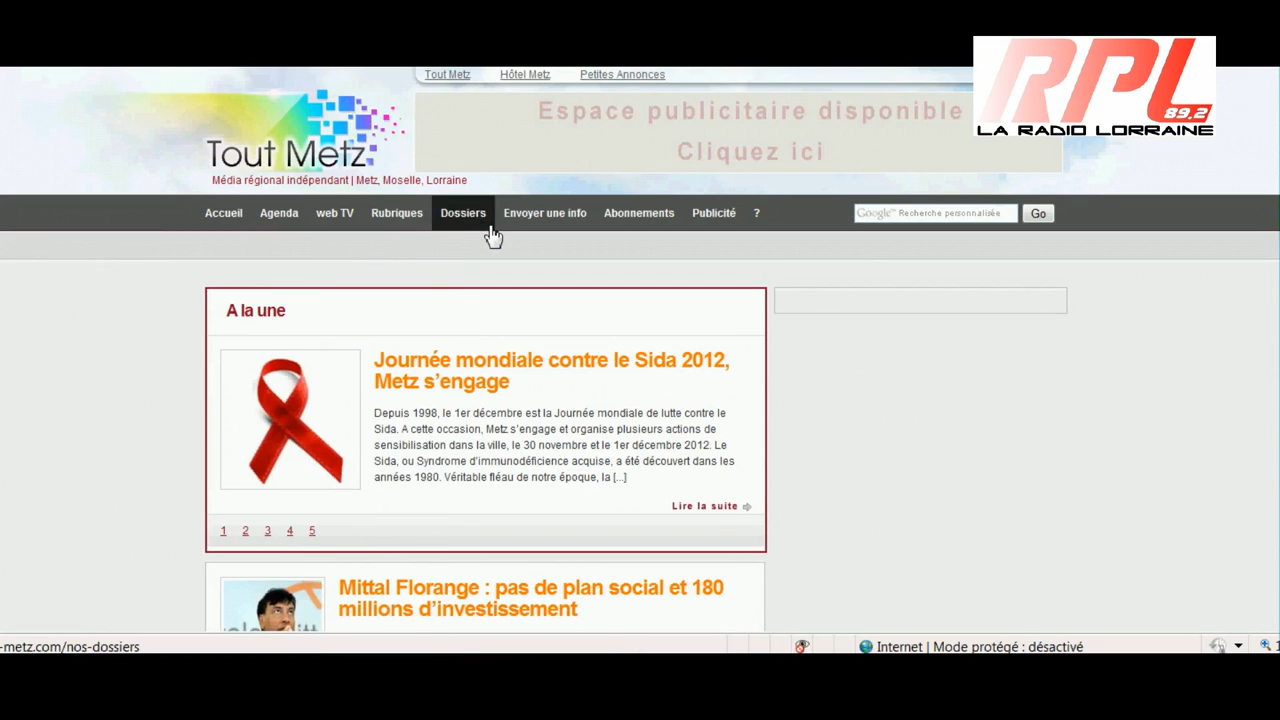 Tout Metz Hôtel Metz Petites Annonces
RPL
89,2
LA RADIO LORRAINE
Espace publicitaire disponible
Cliquez ici
Tout Metz
Média régional indépendant | Metz, Moselle, Lorraine
Accueil Agenda web TV Rubriques Dossiers Envoyer une info Abonnements Publicité ? Google™ Recherche personnalisée Go
A la une
Journée mondiale contre le Sida 2012,
Metz s’engage
Depuis 1998, le 1er décembre est la Journée mondiale de lutte contre le
Sida. A cette occasion, Metz s’engage et organise plusieurs actions de
sensibilisation dans la ville, le 30 novembre et le 1er décembre 2012. Le
Sida, ou Syndrome d’immunodéficience acquise, a été découvert dans les
années 1980. Véritable fléau de notre époque, la [...]
Lire la suite
1 2 3 4 5
Mittal Florange : pas de plan social et 180
millions d’investissement
-metz.com/nos-dossiers Internet | Mode protégé : désactivé 1